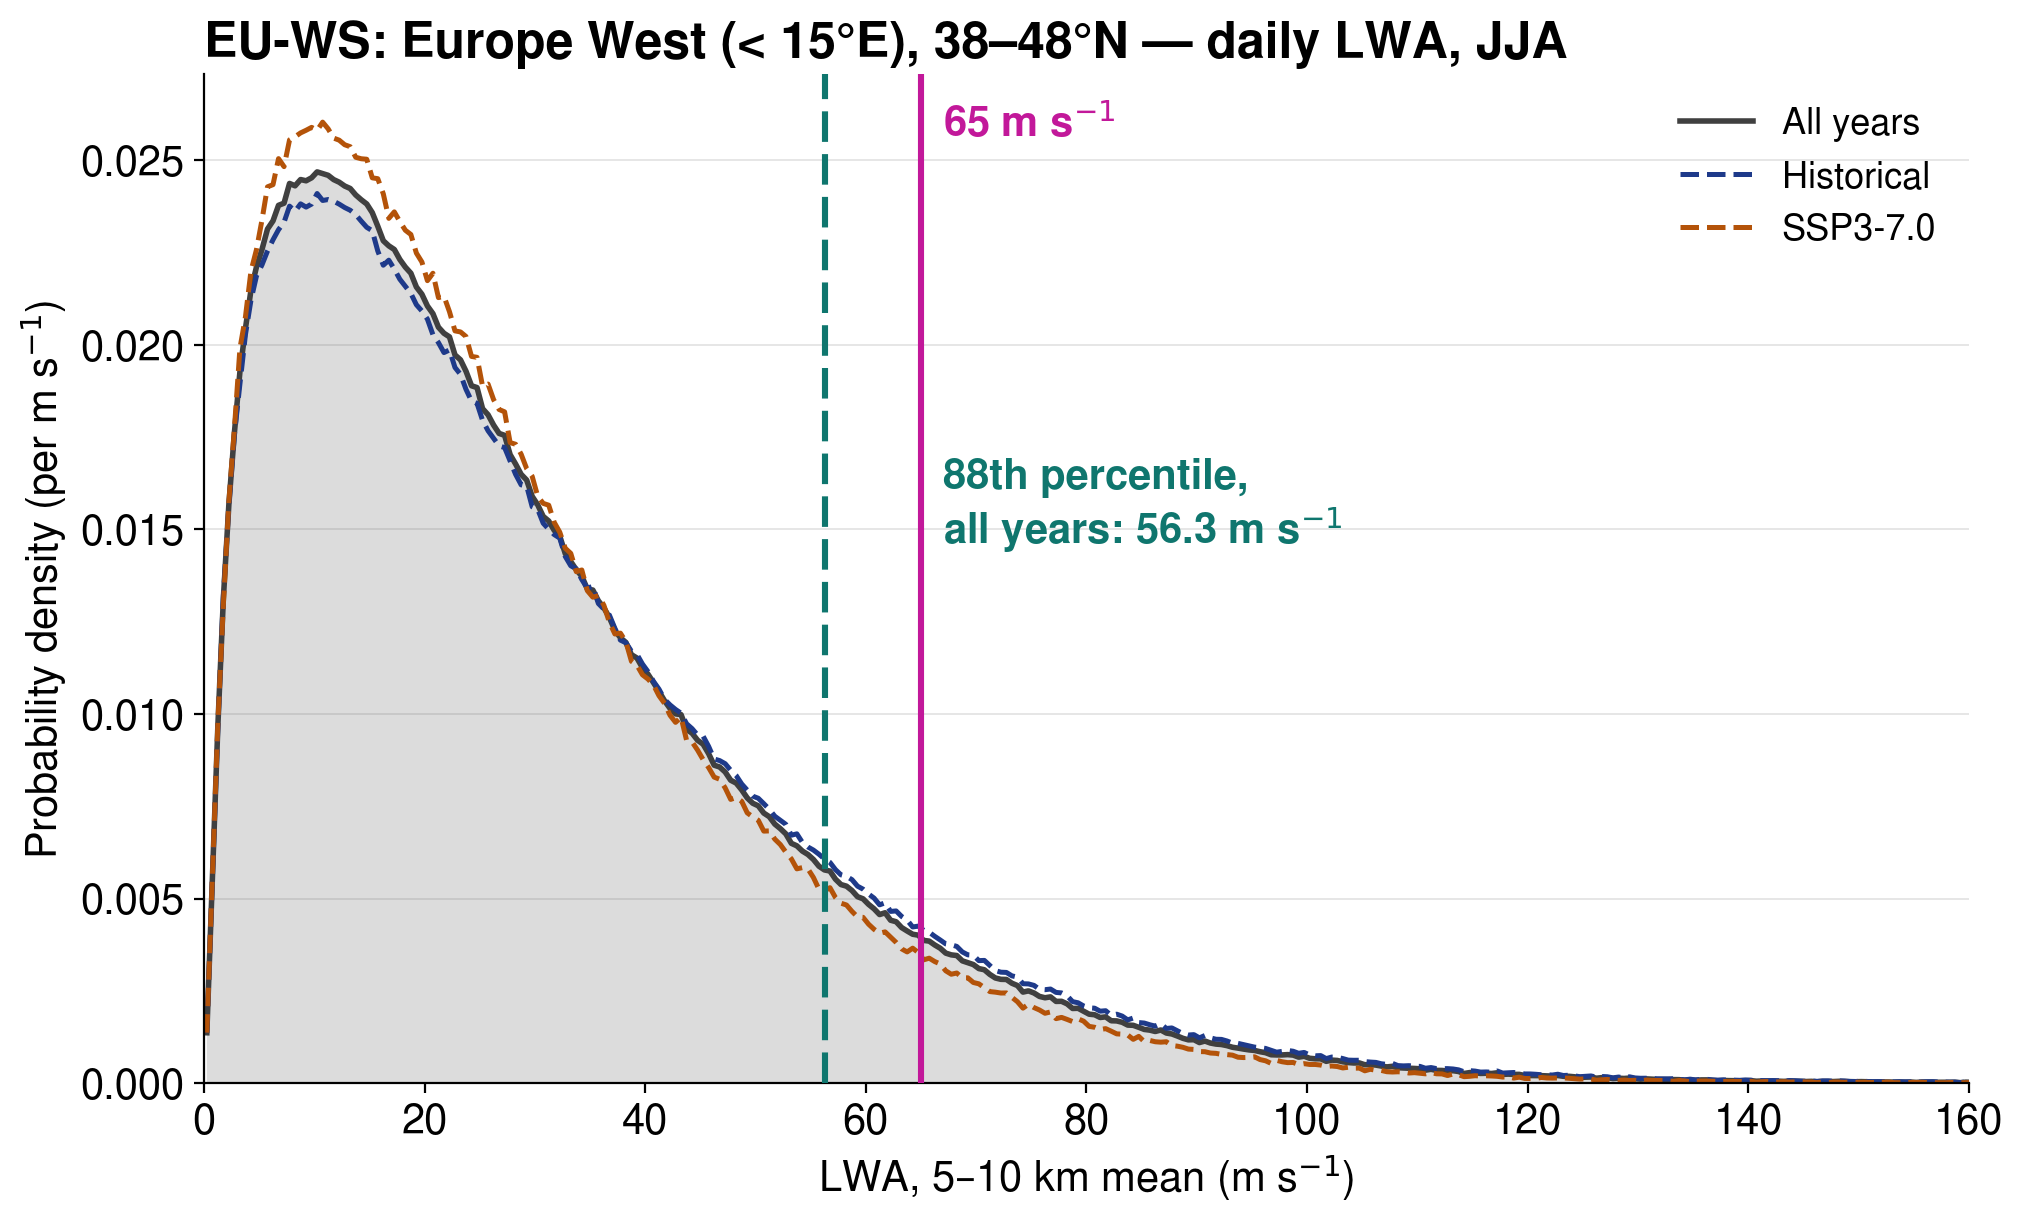 EU-WS: Europe West (< 15°E), 38–48°N — daily LWA, JJA
65 m s⁻¹
All years
Historical
SSP3-7.0
88th percentile,
all years: 56.3 m s⁻¹
Probability density (per m s⁻¹)
0.025
0.020
0.015
0.010
0.005
0.000
0 20 40 60 80 100 120 140 160
LWA, 5–10 km mean (m s⁻¹)